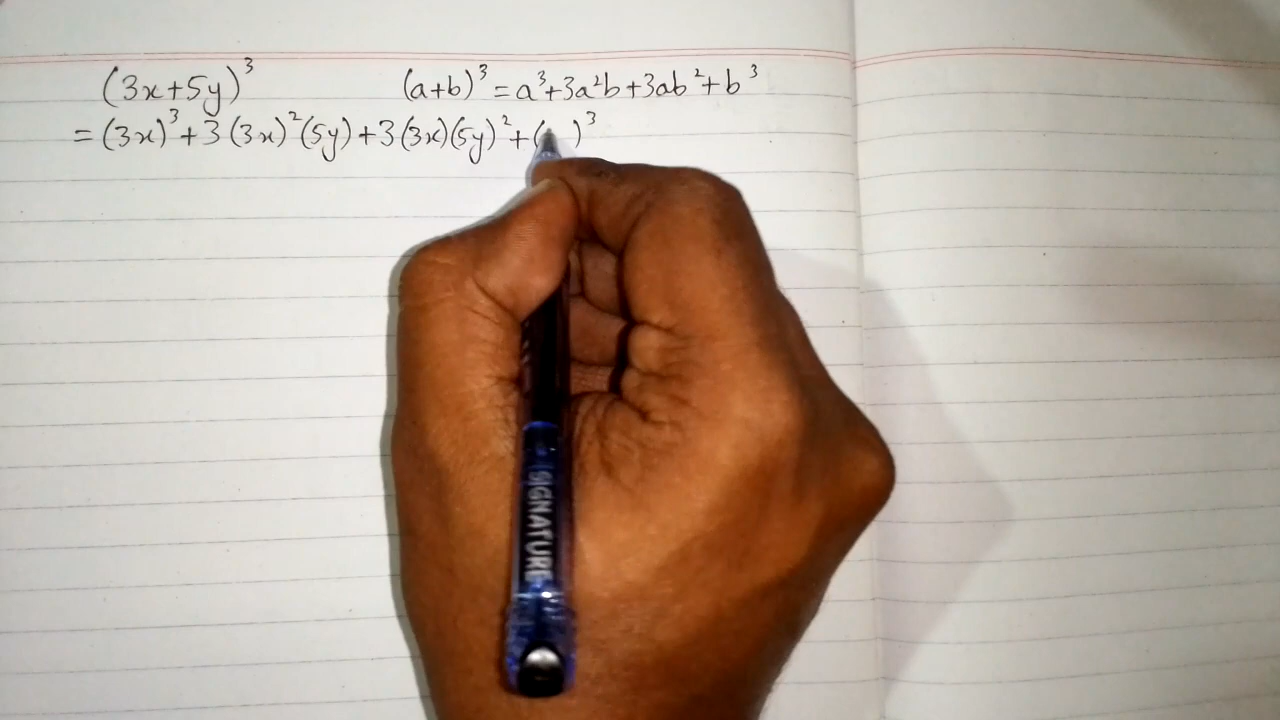 (3x+5y)³ (a+b)³ = a³+3a²b+3ab²+b³
= (3x)³+3(3x)²(5y)+3(3x)(5y)²+( )³
SIGNATURE